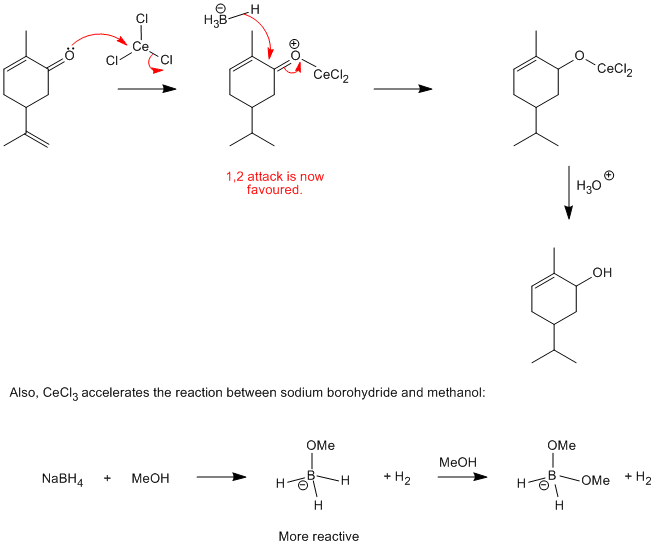 Cl
Ce
Cl
Cl
O
H₃B
⊖
H
⊕
O
CeCl₂
1,2 attack is now
favoured.
O
CeCl₂
H₃O ⊕
OH
Also, CeCl₃ accelerates the reaction between sodium borohydride and methanol:
NaBH₄ + MeOH
OMe
H B H
⊖
H
+ H₂
MeOH
OMe
H B OMe
⊖
H
+ H₂
More reactive